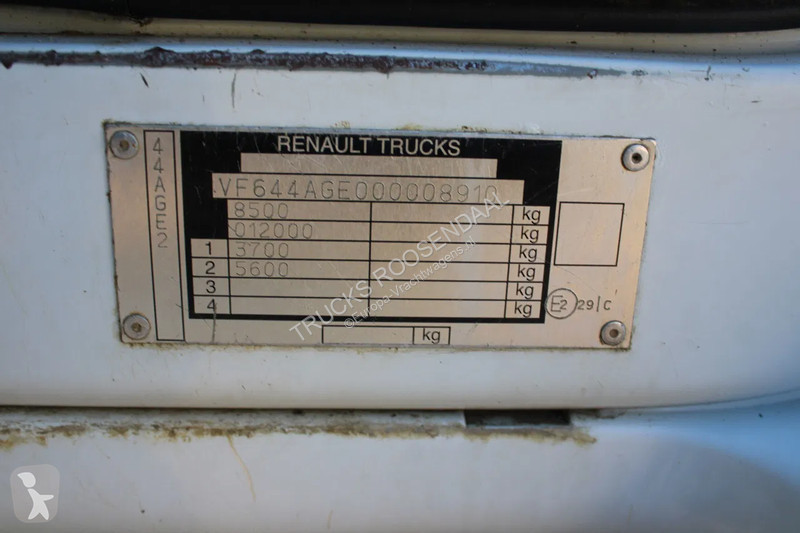 RENAULT TRUCKS
44AGE2
VF644AGE000008910
8500 kg
012000 kg
1 3700 kg
2 5600 kg
3 kg
4 kg
kg
E2 29|C
TRUCKS ROOSENDAAL
©Europa-Vrachtwagens.nl